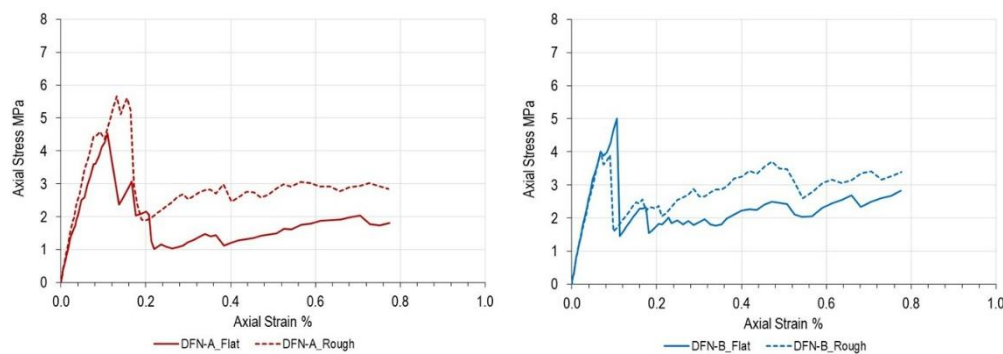 Axial Stress MPa
8
7
6
5
4
3
2
1
0
0.0 0.2 0.4 0.6 0.8 1.0
Axial Strain %
DFN-A_Flat DFN-A_Rough
Axial Stress MPa
8
7
6
5
4
3
2
1
0
0.0 0.2 0.4 0.6 0.8 1.0
Axial Strain %
DFN-B_Flat DFN-B_Rough